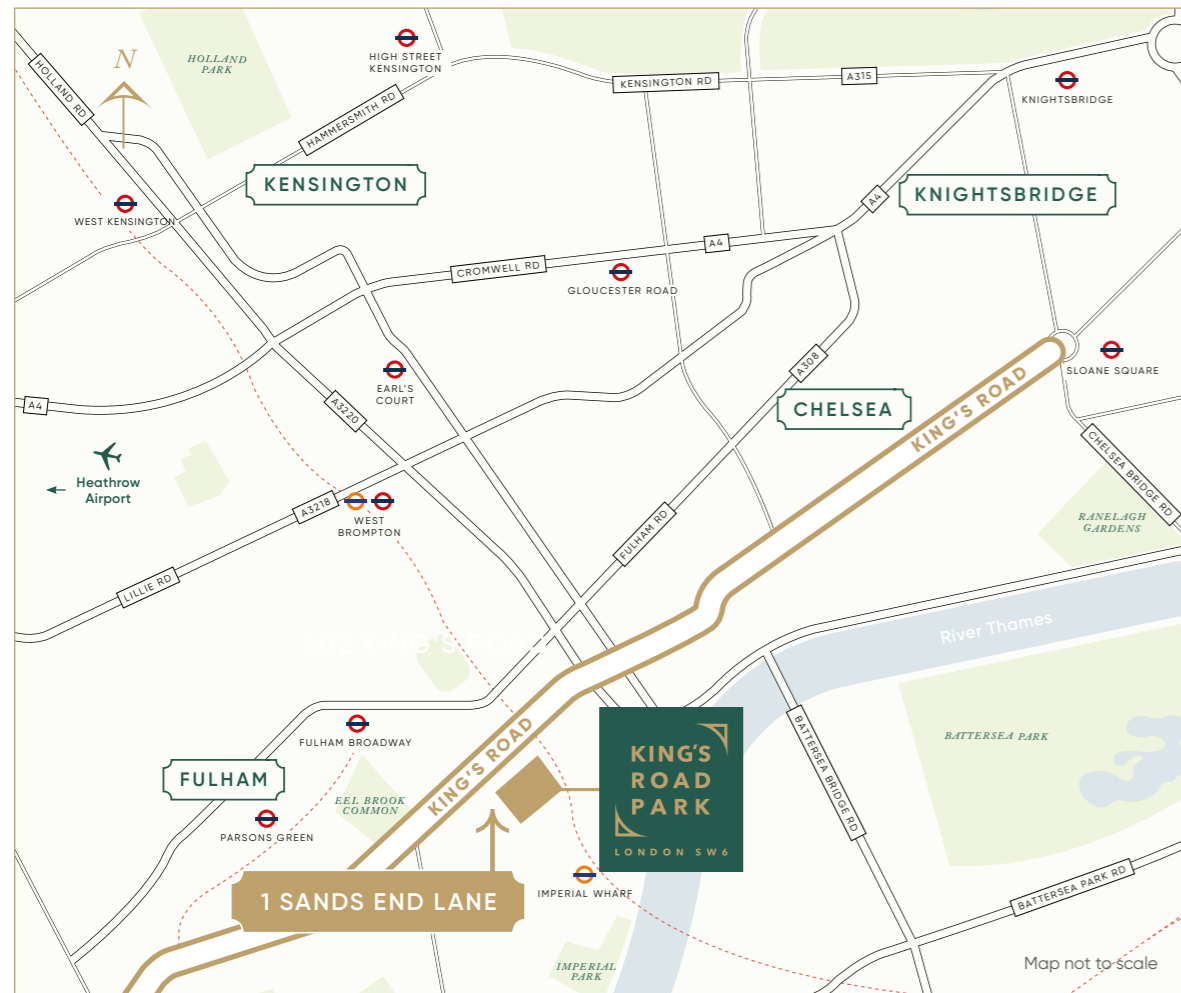 N
HOLLAND
PARK
HIGH STREET
KENSINGTON
HOLLAND RD
HAMMERSMITH RD
KENSINGTON RD
A315
KNIGHTSBRIDGE
KENSINGTON
KNIGHTSBRIDGE
A4
WEST KENSINGTON
A4
CROMWELL RD
GLOUCESTER ROAD
EARL'S
COURT
A308
SLOANE SQUARE
A4
A3220
CHELSEA
KING'S ROAD
CHELSEA BRIDGE RD
Heathrow
Airport
A3218
WEST
BROMPTON
FULHAM RD
RANELAGH
GARDENS
LILLIE RD
602 KING'S ROAD
River Thames
FULHAM BROADWAY
KING'S ROAD
KING'S
ROAD
PARK
LONDON SW6
BATTERSEA BRIDGE RD
BATTERSEA PARK
FULHAM
EEL BROOK
COMMON
PARSONS GREEN
1 SANDS END LANE
IMPERIAL WHARF
BATTERSEA PARK RD
IMPERIAL
PARK
Map not to scale